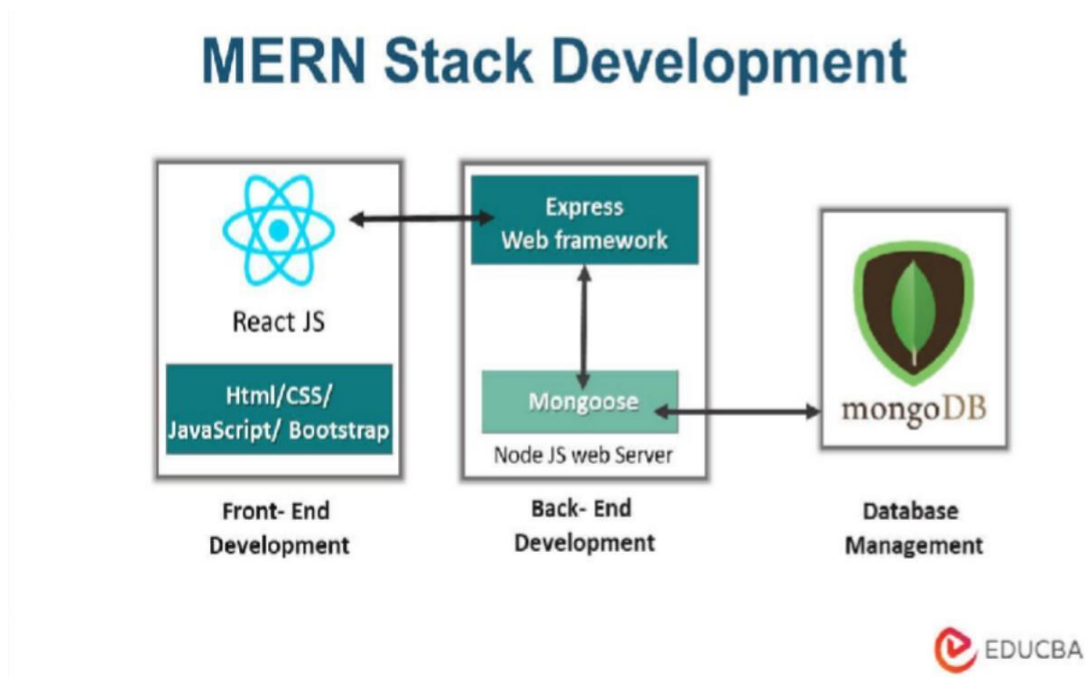 MERN Stack Development
React JS
Html/CSS/
JavaScript/ Bootstrap
Front- End
Development
Express
Web framework
Mongoose
Node JS web Server
Back- End
Development
mongoDB
Database
Management
EDUCBA